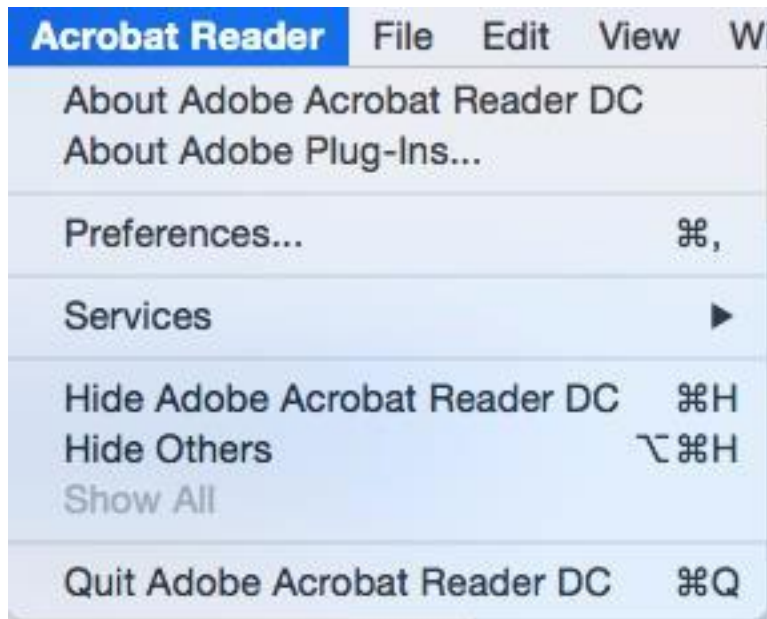 Acrobat Reader File Edit View
About Adobe Acrobat Reader DC
About Adobe Plug-Ins...
Preferences... ⌘,
Services ▶
Hide Adobe Acrobat Reader DC ⌘H
Hide Others ⌥⌘H
Show All
Quit Adobe Acrobat Reader DC ⌘Q